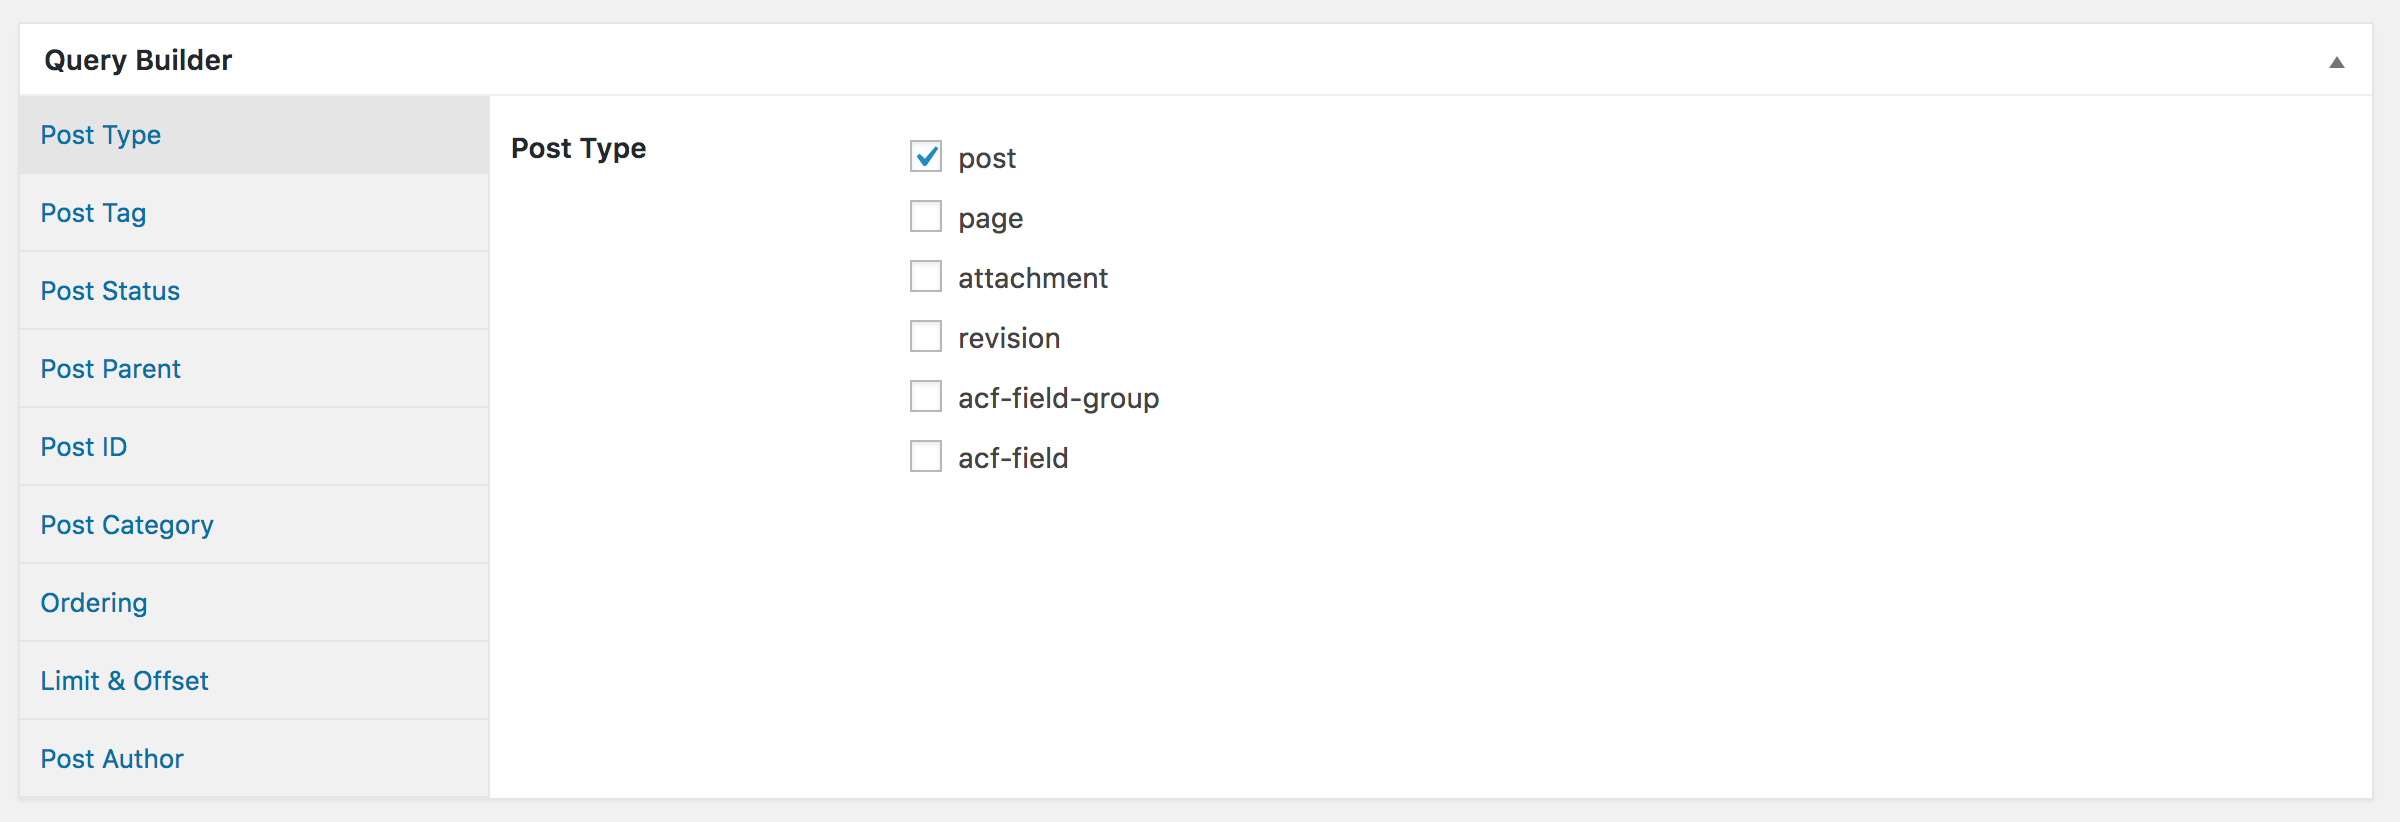 Query Builder
Post Type
Post Tag
Post Status
Post Parent
Post ID
Post Category
Ordering
Limit & Offset
Post Author
Post Type
post
page
attachment
revision
acf-field-group
acf-field